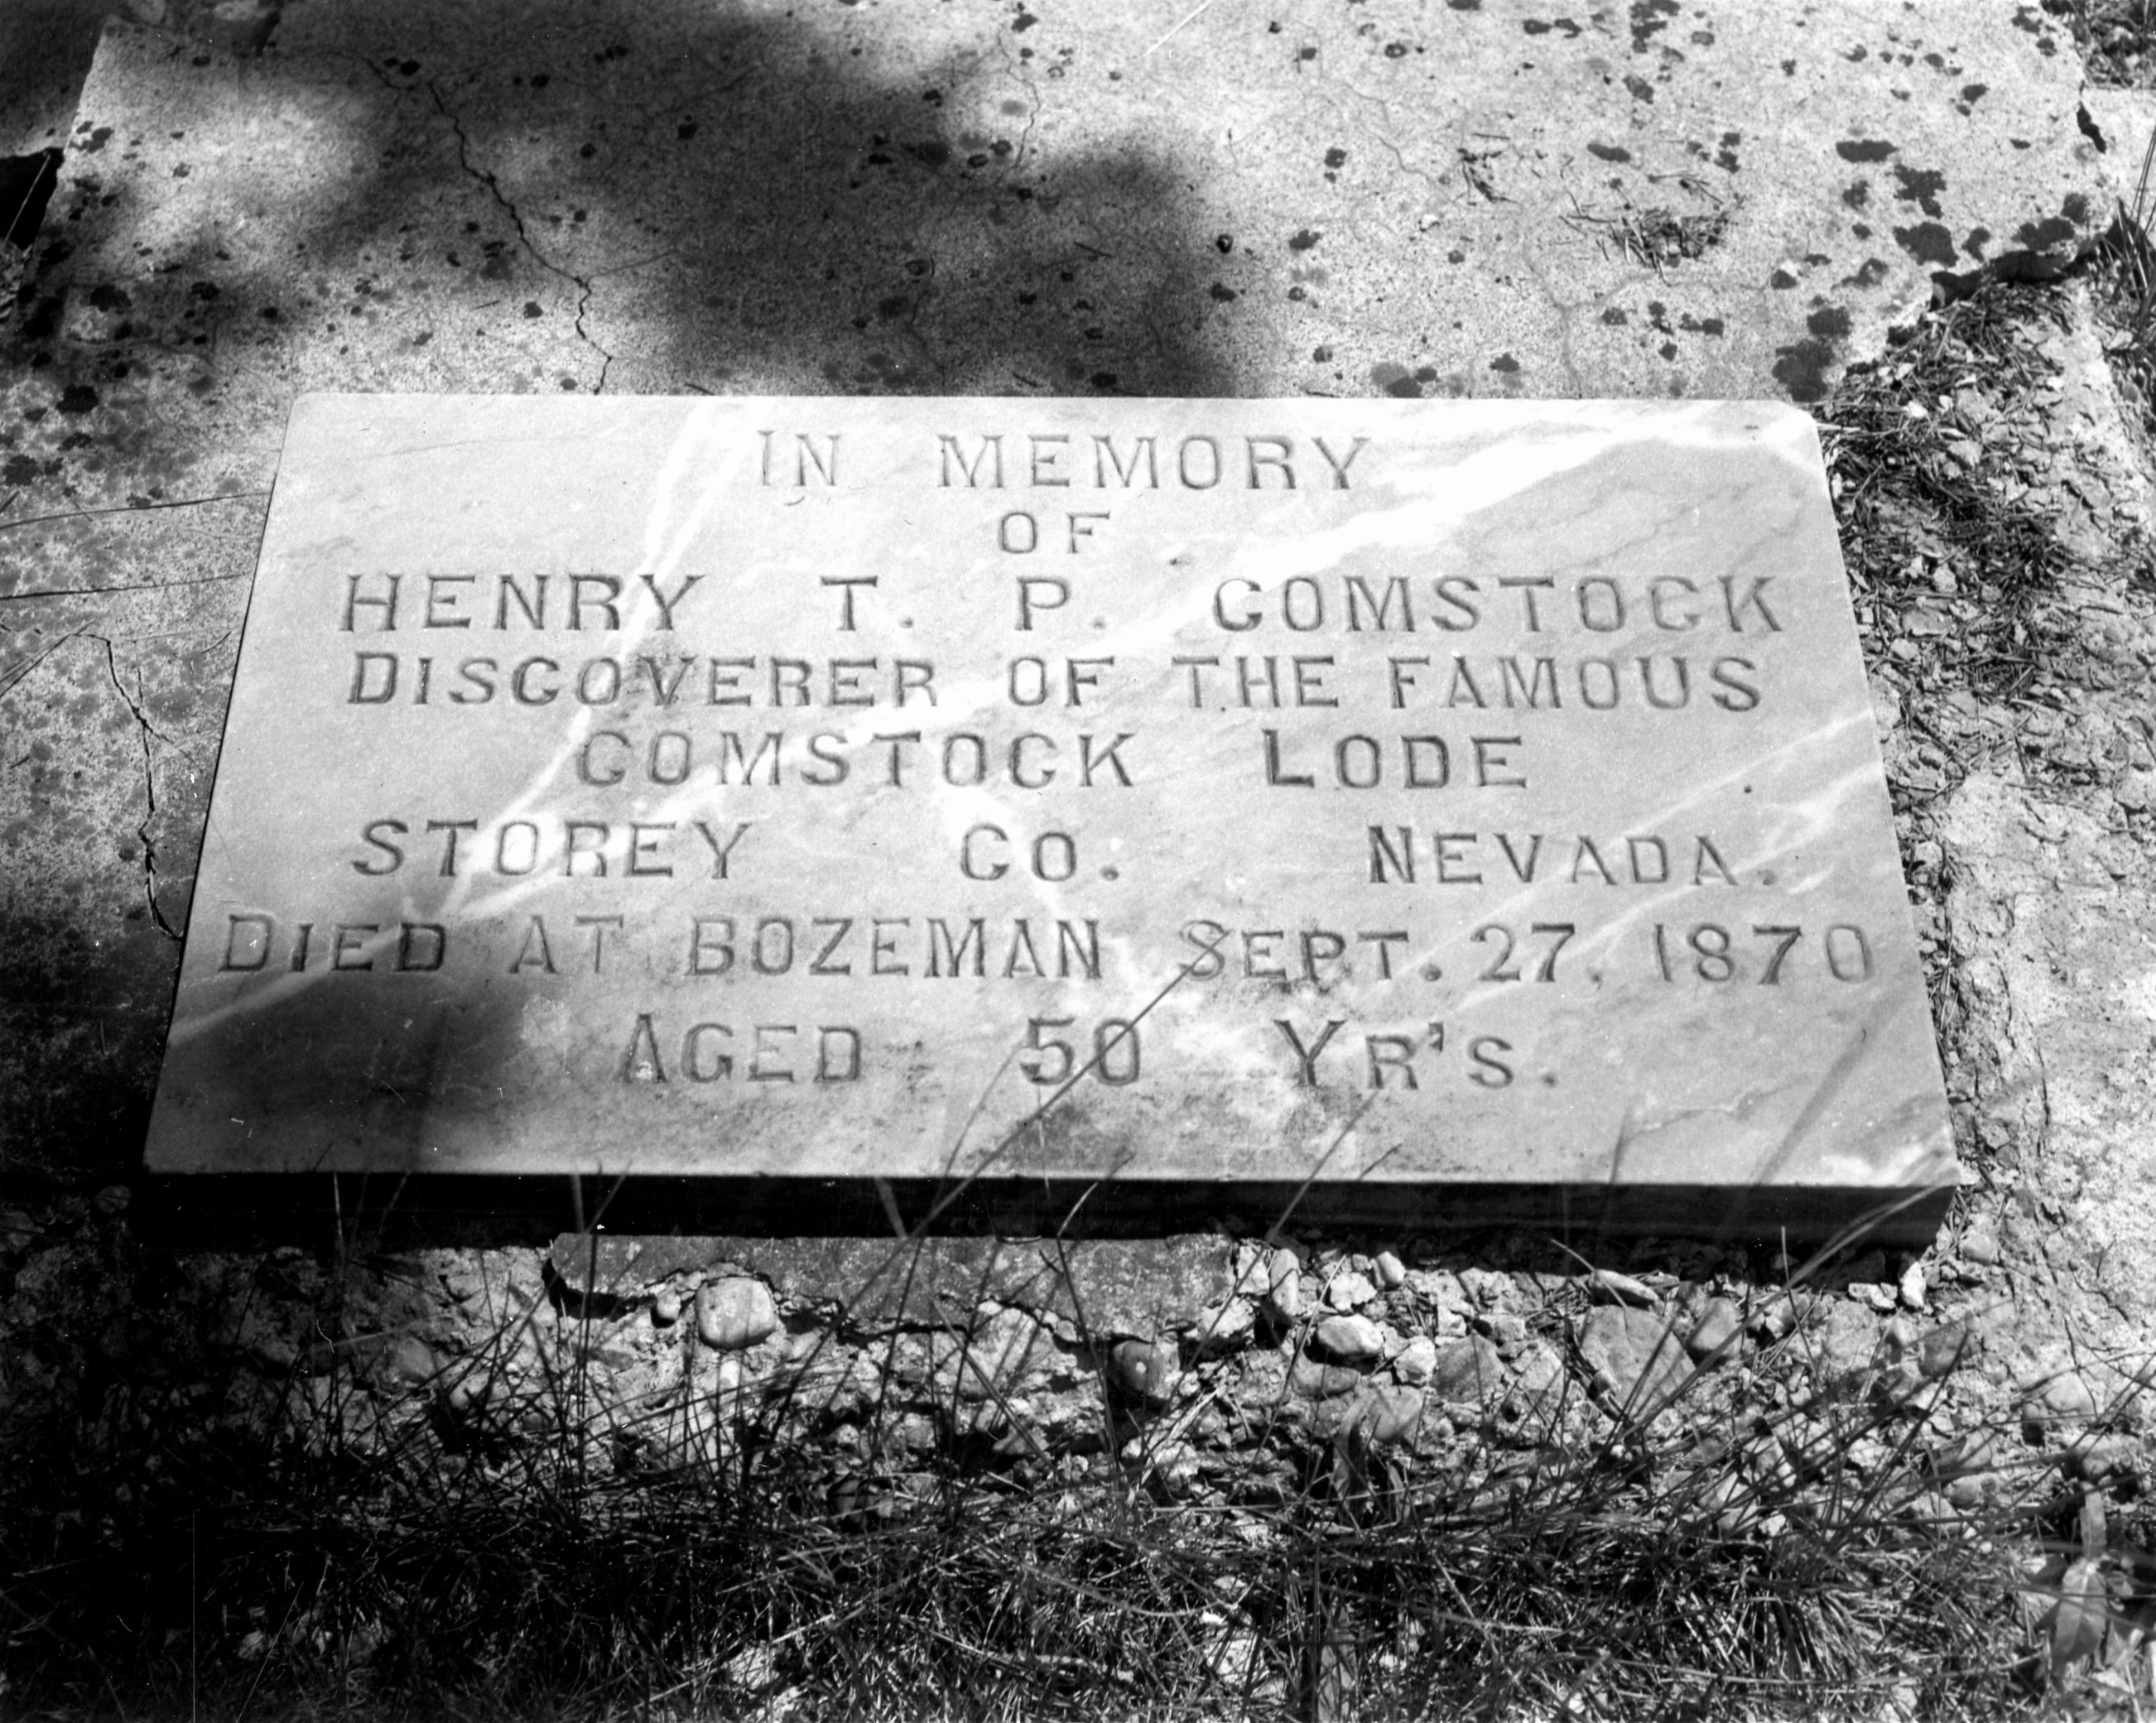 IN MEMORY
OF
HENRY T. P. COMSTOCK
DISCOVERER OF THE FAMOUS
COMSTOCK LODE
STOREY CO. NEVADA.
DIED AT BOZEMAN SEPT. 27, 1870
AGED 50 YR'S.